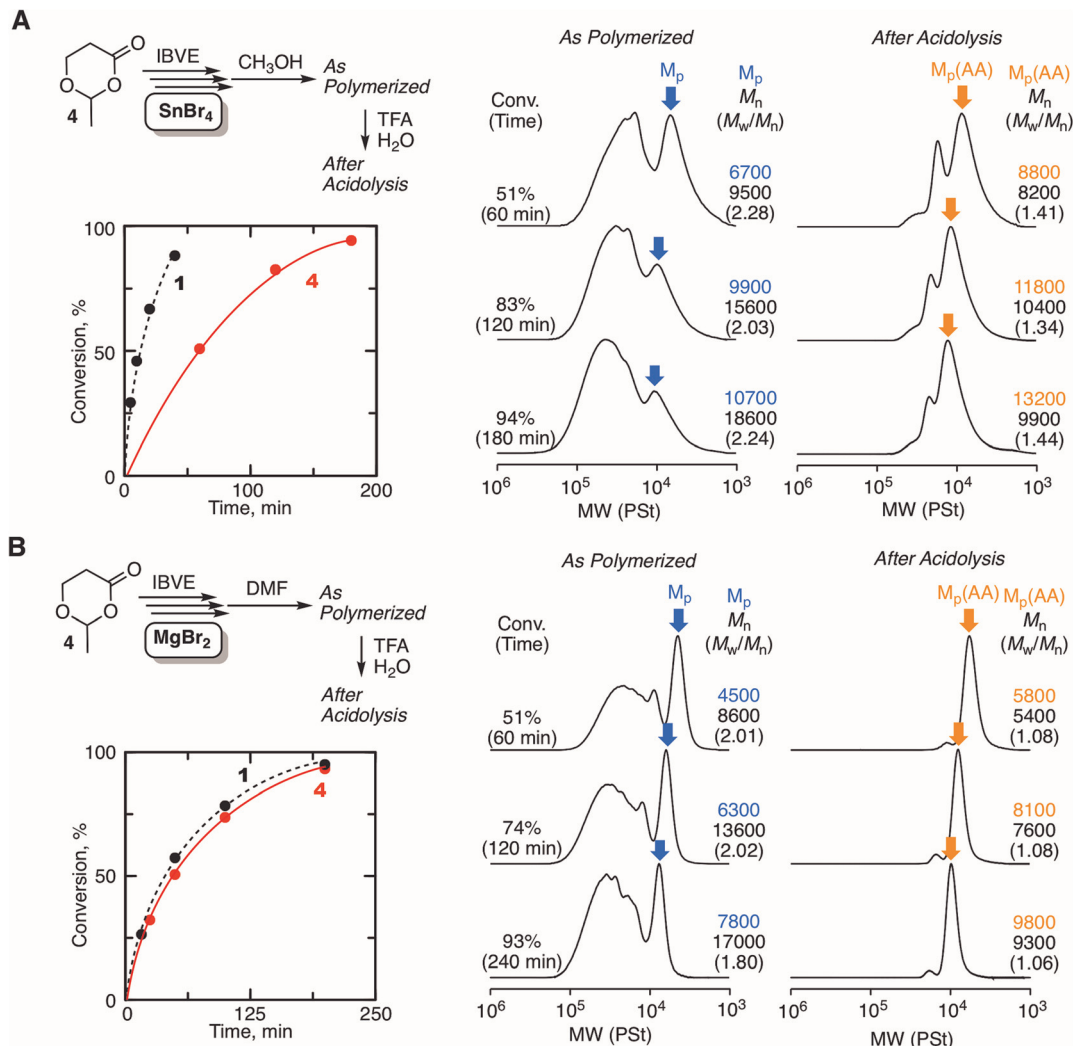 A
O
O
O
4
IBVE
SnBr4
CH3OH
As
Polymerized
TFA
H2O
After
Acidolysis
Conversion, %
100
50
0
1
4
0
100
200
Time, min
As Polymerized
After Acidolysis
Conv.
(Time)
Mp
Mp
Mn
(Mw/Mn)
Mp(AA)
Mp(AA)
Mn
(Mw/Mn)
51%
(60 min)
6700
9500
(2.28)
8800
8200
(1.41)
83%
(120 min)
9900
15600
(2.03)
11800
10400
(1.34)
94%
(180 min)
10700
18600
(2.24)
13200
9900
(1.44)
10^6 10^5 10^4 10^3
MW (PSt)
10^6 10^5 10^4 10^3
MW (PSt)
B
O
O
O
4
IBVE
MgBr2
DMF
As
Polymerized
TFA
H2O
After
Acidolysis
Conversion, %
100
50
0
1
4
0
125
250
Time, min
As Polymerized
After Acidolysis
Conv.
(Time)
Mp
Mp
Mn
(Mw/Mn)
Mp(AA)
Mp(AA)
Mn
(Mw/Mn)
51%
(60 min)
4500
8600
(2.01)
5800
5400
(1.08)
74%
(120 min)
6300
13600
(2.02)
8100
7600
(1.08)
93%
(240 min)
7800
17000
(1.80)
9800
9300
(1.06)
10^6 10^5 10^4 10^3
MW (PSt)
10^6 10^5 10^4 10^3
MW (PSt)